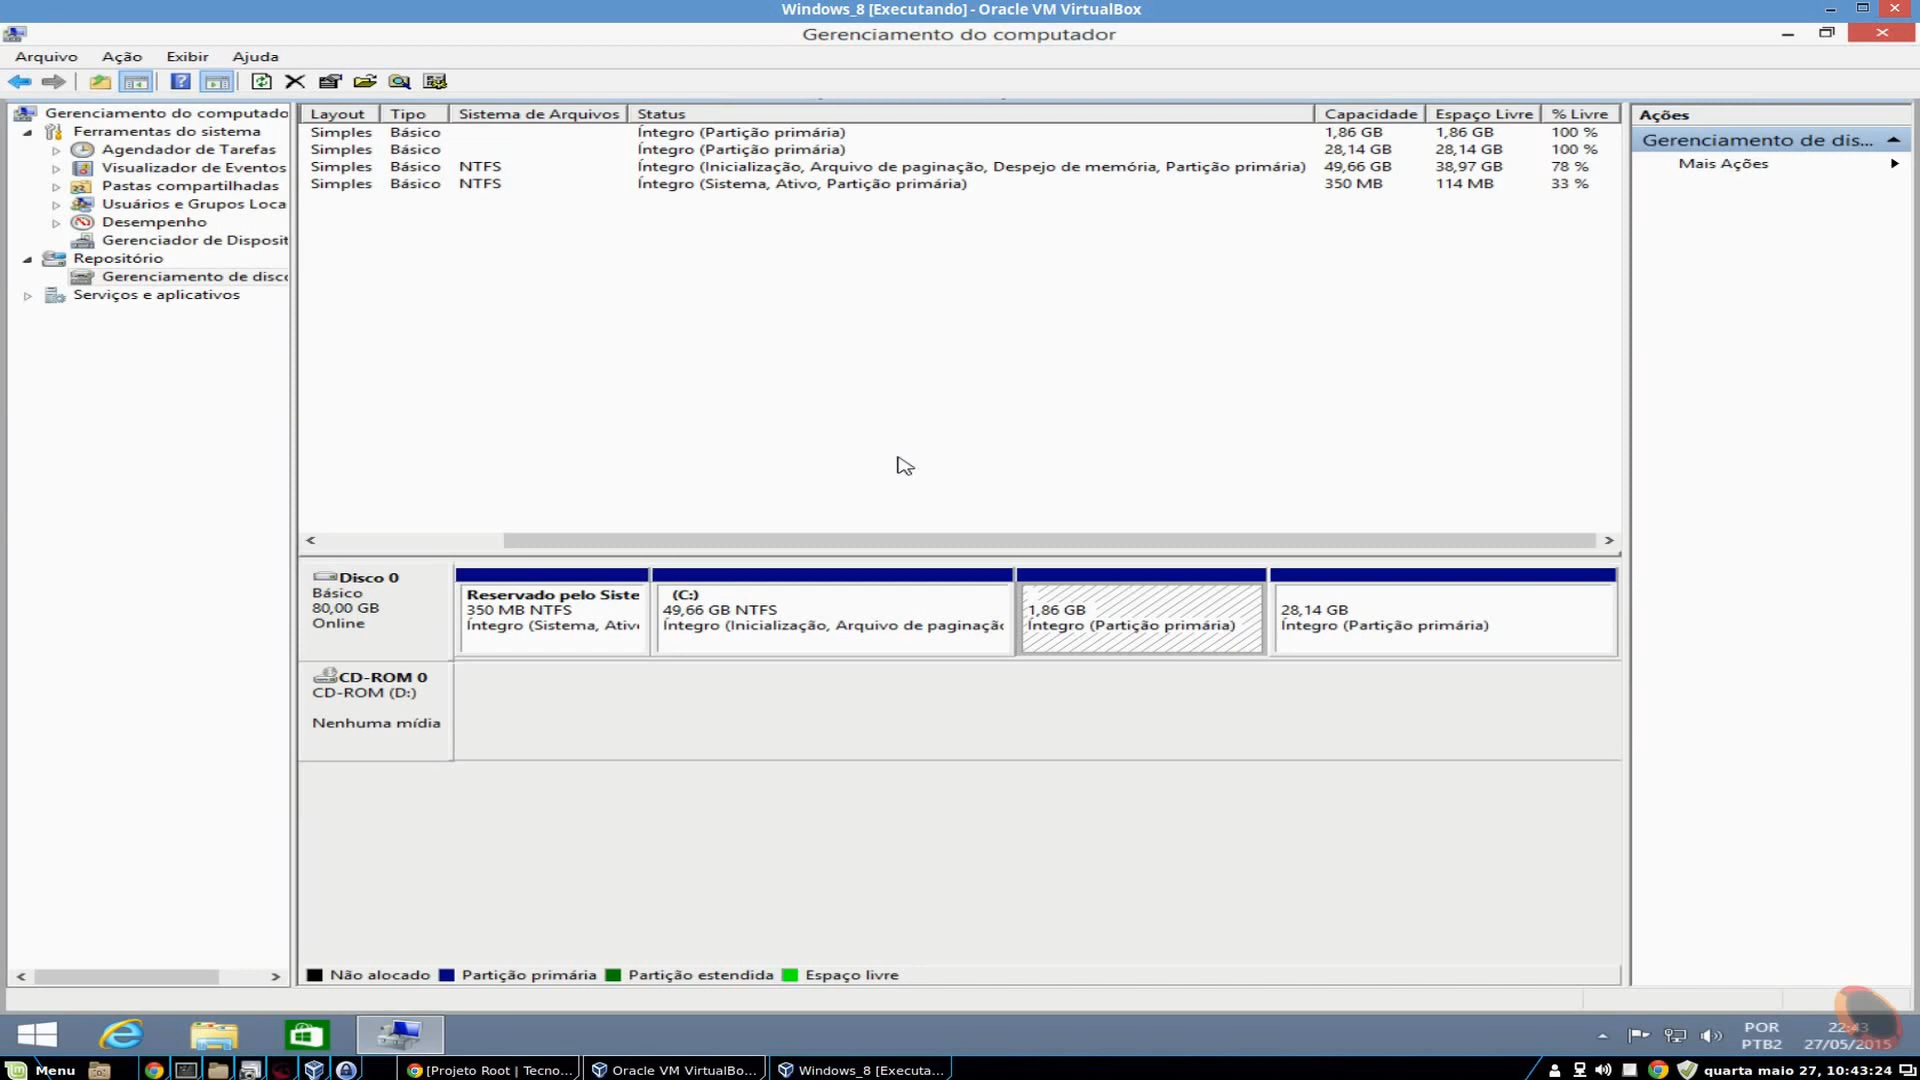 Windows_8 [Executando] - Oracle VM VirtualBox
Gerenciamento do computador
Arquivo Ação Exibir Ajuda
Gerenciamento do computado
Ferramentas do sistema
Agendador de Tarefas
Visualizador de Eventos
Pastas compartilhadas
Usuários e Grupos Loca
Desempenho
Gerenciador de Disposit
Repositório
Gerenciamento de disc
Serviços e aplicativos
Layout Tipo Sistema de Arquivos Status Capacidade Espaço Livre % Livre
Simples Básico Íntegro (Partição primária) 1,86 GB 1,86 GB 100 %
Simples Básico Íntegro (Partição primária) 28,14 GB 28,14 GB 100 %
Simples Básico NTFS Íntegro (Inicialização, Arquivo de paginação, Despejo de memória, Partição primária) 49,66 GB 38,97 GB 78 %
Simples Básico NTFS Íntegro (Sistema, Ativo, Partição primária) 350 MB 114 MB 33 %
Ações
Gerenciamento de dis...
Mais Ações
Disco 0
Básico
80,00 GB
Online
Reservado pelo Siste
350 MB NTFS
Íntegro (Sistema, Ativ
(C:)
49,66 GB NTFS
Íntegro (Inicialização, Arquivo de paginaçã
1,86 GB
Íntegro (Partição primária)
28,14 GB
Íntegro (Partição primária)
CD-ROM 0
CD-ROM (D:)
Nenhuma mídia
Não alocado Partição primária Partição estendida Espaço livre
POR
PTB2
22:43
27/05/2015
Menu [Projeto Root | Tecno... Oracle VM VirtualBo... Windows_8 [Executa... quarta maio 27, 10:43:24